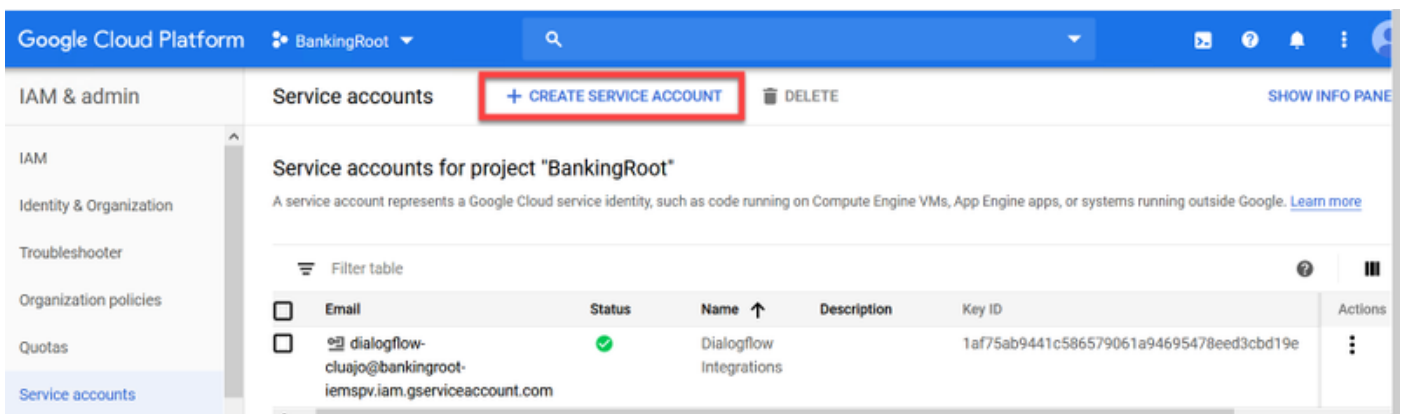 Google Cloud Platform BankingRoot
IAM & admin Service accounts + CREATE SERVICE ACCOUNT DELETE SHOW INFO PANE
IAM
Service accounts for project "BankingRoot"
Identity & Organization A service account represents a Google Cloud service identity, such as code running on Compute Engine VMs, App Engine apps, or systems running outside Google. Learn more
Troubleshooter
Filter table
Organization policies
Email Status Name Description Key ID Actions
Quotas dialogflow- Dialogflow 1af75ab9441c586579061a94695478eed3cbd19e
cluajo@bankingroot- Integrations
iemspv.iam.gserviceaccount.com
Service accounts